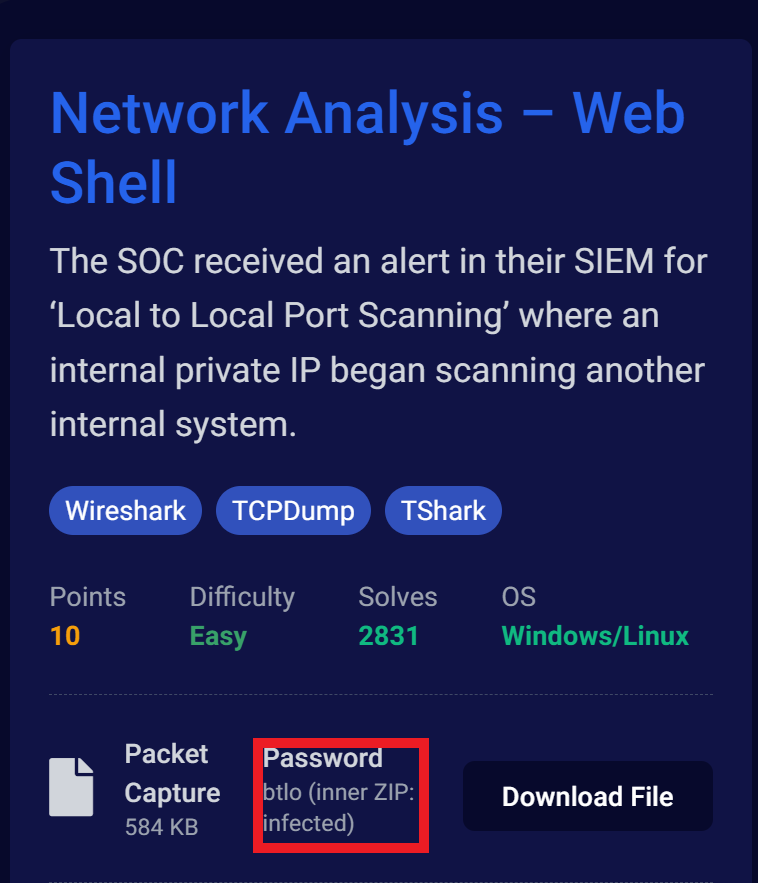 Network Analysis – Web
Shell
The SOC received an alert in their SIEM for
‘Local to Local Port Scanning’ where an
internal private IP began scanning another
internal system.
Wireshark TCPDump TShark
Points Difficulty Solves OS
10 Easy 2831 Windows/Linux
Packet
Capture
584 KB
Password
btlo (inner ZIP:
infected)
Download File